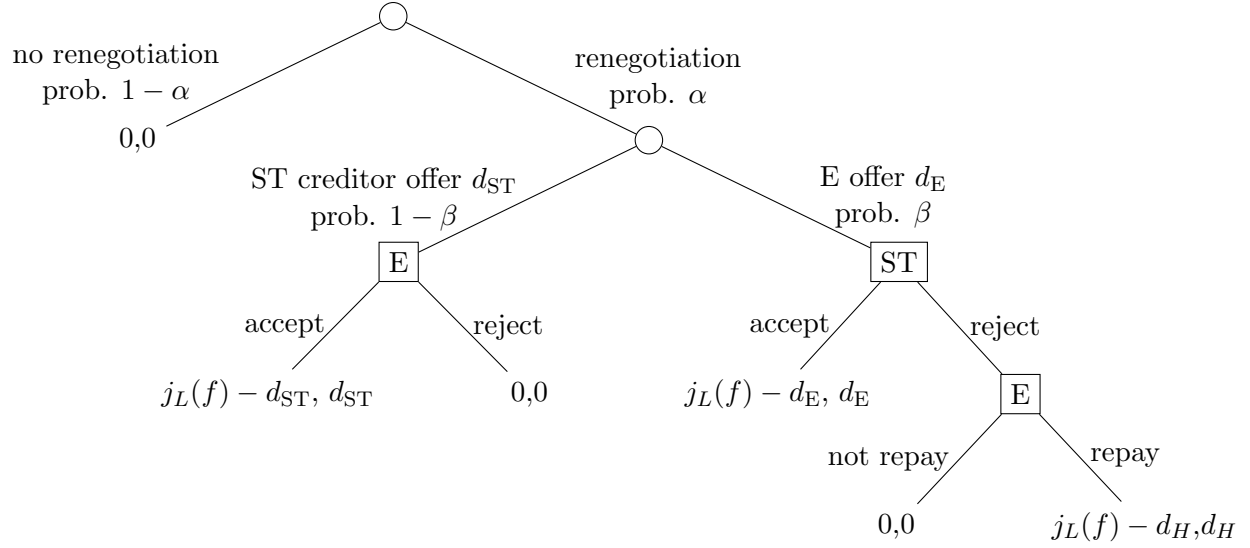 no renegotiation
prob. 1 − α
renegotiation
prob. α
0,0
ST creditor offer d_ST
prob. 1 − β
E offer d_E
prob. β
E
ST
accept
reject
accept
reject
j_L(f) − d_ST, d_ST
0,0
j_L(f) − d_E, d_E
E
not repay
repay
0,0
j_L(f) − d_H,d_H